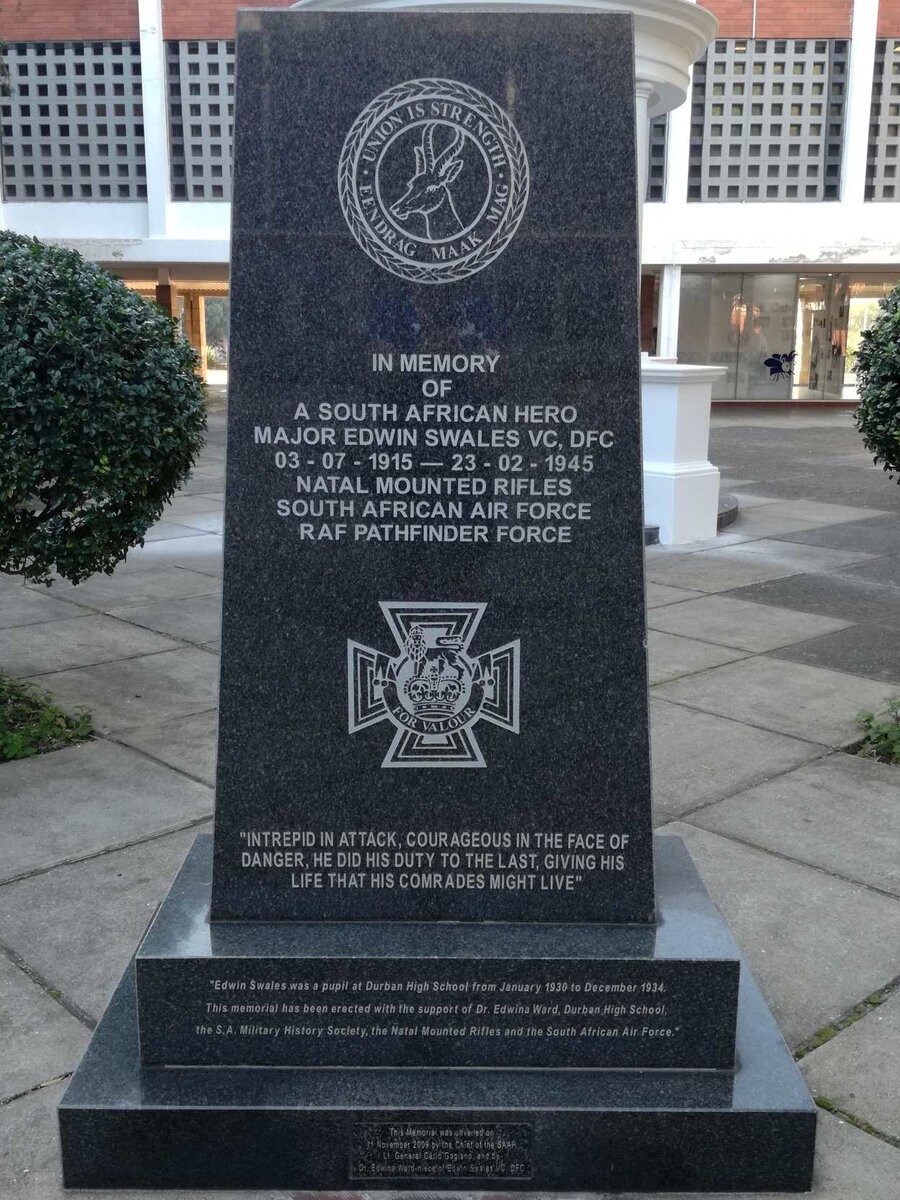 UNION IS STRENGTH
EENDRAG MAAK MAG
IN MEMORY
OF
A SOUTH AFRICAN HERO
MAJOR EDWIN SWALES VC, DFC
03 - 07 - 1915 — 23 - 02 - 1945
NATAL MOUNTED RIFLES
SOUTH AFRICAN AIR FORCE
RAF PATHFINDER FORCE
FOR VALOUR
"INTREPID IN ATTACK, COURAGEOUS IN THE FACE OF
DANGER, HE DID HIS DUTY TO THE LAST, GIVING HIS
LIFE THAT HIS COMRADES MIGHT LIVE"
"Edwin Swales was a pupil at Durban High School from January 1930 to December 1934.
This memorial has been erected with the support of Dr. Edwina Ward, Durban High School,
the S.A. Military History Society, the Natal Mounted Rifles and the South African Air Force."
This Memorial was unveiled on
11 November 2009 by the Chief of the SAAF
Lt. General Carlo Gagiano, and by
Dr. Edwina Ward-niece of Edwin Swales VC, DFC